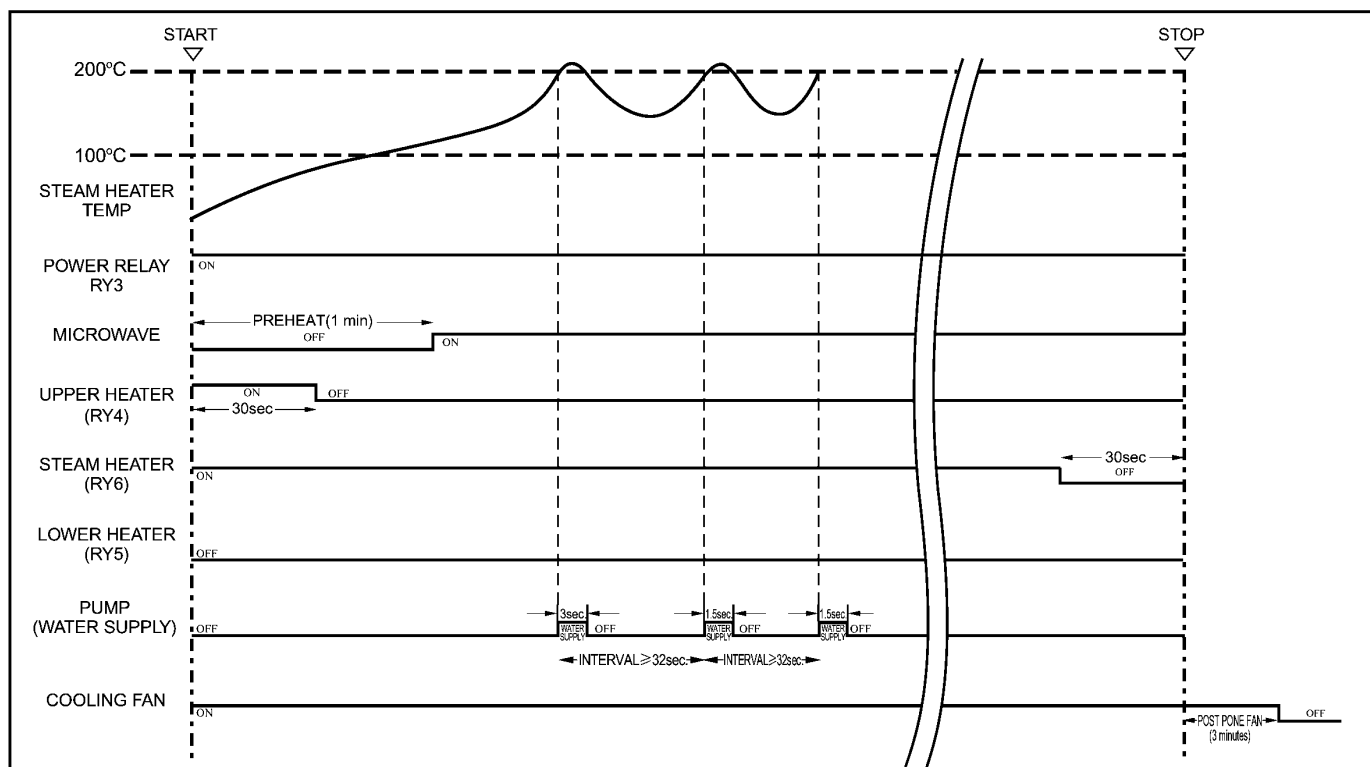 START
STOP
200°C
100°C
STEAM HEATER
TEMP
POWER RELAY
RY3
ON
MICROWAVE
PREHEAT(1 min)
OFF
ON
UPPER HEATER
(RY4)
ON
OFF
30sec
STEAM HEATER
(RY6)
ON
30sec
OFF
LOWER HEATER
(RY5)
OFF
PUMP
(WATER SUPPLY)
OFF
3sec.
WATER
SUPPLY
OFF
1.5sec.
WATER
SUPPLY
OFF
1.5sec.
WATER
SUPPLY
OFF
INTERVAL≥32sec.
INTERVAL≥32sec.
COOLING FAN
ON
POST PONE FAN
(3 minutes)
OFF